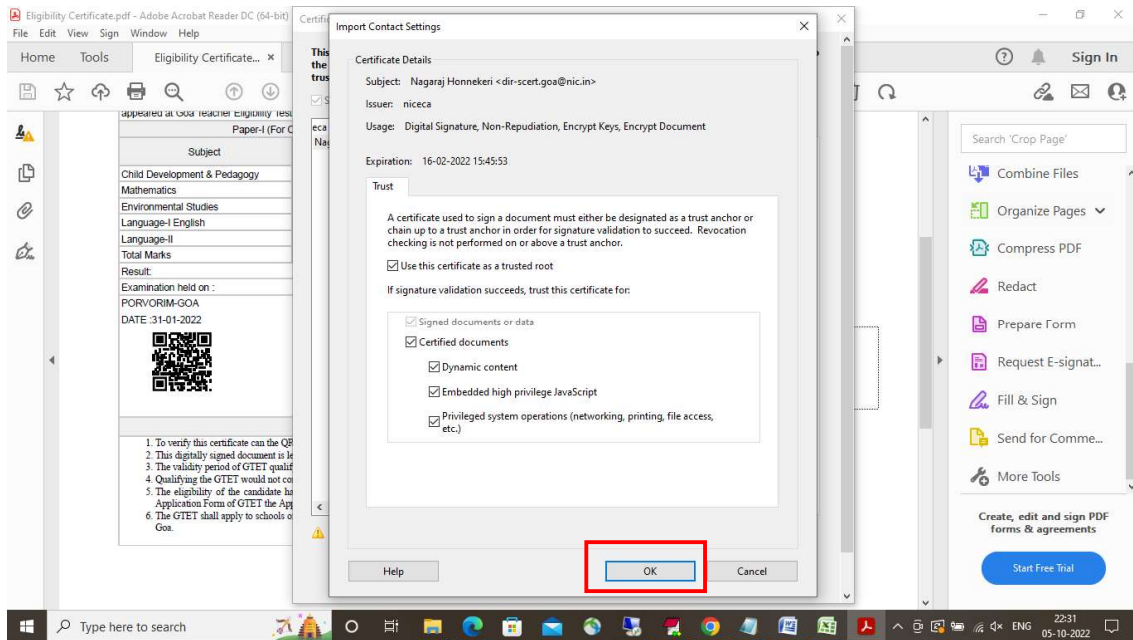 Eligibility Certificate.pdf - Adobe Acrobat Reader DC (64-bit)
File Edit View Sign Window Help
Home Tools Eligibility Certificate... × Sign In
appeared at Goa Teacher Eligibility Test
Paper-I (For C
Subject
Child Development & Pedagogy
Mathematics
Environmental Studies
Language-I English
Language-II
Total Marks
Result:
Examination held on :
PORVORIM-GOA
DATE :31-01-2022
1. To verify this certificate can the QR
2. This digitally signed document is le
3. The validity period of GTET qualif
4. Qualifying the GTET would not co
5. The eligibility of the candidate ha
Application Form of GTET the App
6. The GTET shall apply to schools o
Goa.
Certific
This
the
trus
S
eca
Nag
Import Contact Settings
Certificate Details
Subject: Nagaraj Honnekeri <dir-scert.goa@nic.in>
Issuer: niceca
Usage: Digital Signature, Non-Repudiation, Encrypt Keys, Encrypt Document
Expiration: 16-02-2022 15:45:53
Trust
A certificate used to sign a document must either be designated as a trust anchor or
chain up to a trust anchor in order for signature validation to succeed. Revocation
checking is not performed on or above a trust anchor.
Use this certificate as a trusted root
If signature validation succeeds, trust this certificate for:
Signed documents or data
Certified documents
Dynamic content
Embedded high privilege JavaScript
Privileged system operations (networking, printing, file access,
etc.)
Help OK Cancel
Search 'Crop Page'
Combine Files
Organize Pages
Compress PDF
Redact
Prepare Form
Request E-signat...
Fill & Sign
Send for Comme...
More Tools
Create, edit and sign PDF
forms & agreements
Start Free Trial
Type here to search
ENG
22:31
05-10-2022